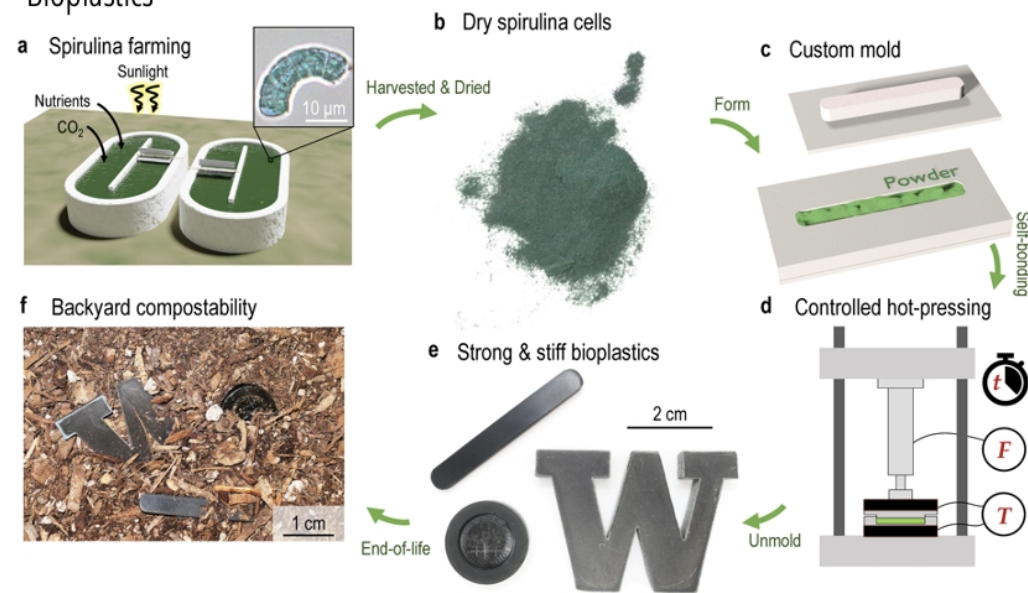 Bioplastics
a Spirulina farming
Sunlight
Nutrients
CO₂
10 µm
Harvested & Dried
b Dry spirulina cells
Form
c Custom mold
Powder
Self-bonding
d Controlled hot-pressing
t
F
T
Unmold
e Strong & stiff bioplastics
2 cm
W
End-of-life
f Backyard compostability
W
1 cm